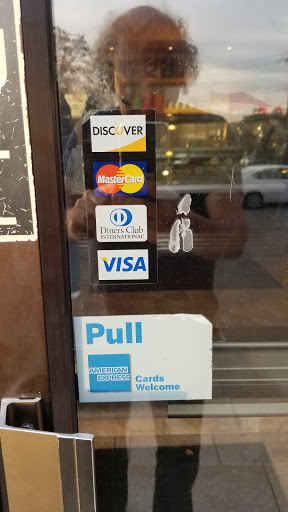 DISCOVER
MasterCard
Diners Club
INTERNATIONAL
VISA
Pull
AMERICAN
EXPRESS
Cards
Welcome